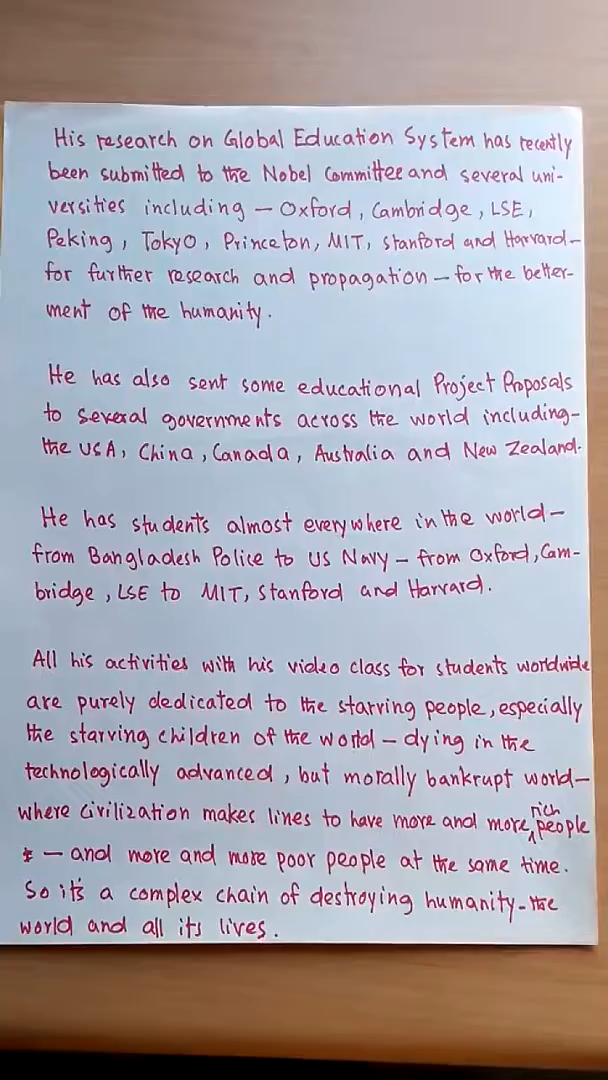 His research on Global Education System has recently
been submitted to the Nobel Committee and several uni-
versities including – Oxford, Cambridge, LSE,
Peking, Tokyo, Princeton, MIT, Stanford and Harvard –
for further research and propagation – for the better-
ment of the humanity.
He has also sent some educational Project Proposals
to several governments across the world including –
the USA, China, Canada, Australia and New Zealand.
He has students almost everywhere in the world –
from Bangladesh Police to US Navy – from Oxford, Cam-
bridge, LSE to MIT, Stanford and Harvard.
All his activities with his video class for students worldwide
are purely dedicated to the starving people, especially
the starving children of the world – dying in the
technologically advanced, but morally bankrupt world –
where civilization makes lines to have more and more rich people
– and more and more poor people at the same time.
So it's a complex chain of destroying humanity – the
world and all its lives.